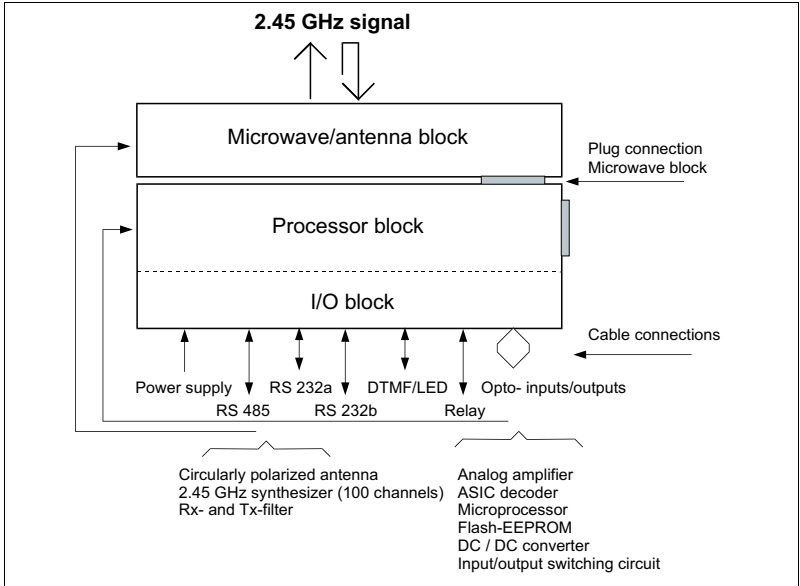 2.45 GHz signal
Microwave/antenna block
Plug connection
Microwave block
Processor block
I/O block
Cable connections
Power supply
RS 232a
DTMF/LED
Opto- inputs/outputs
RS 485
RS 232b
Relay
Circularly polarized antenna
2.45 GHz synthesizer (100 channels)
Rx- and Tx-filter
Analog amplifier
ASIC decoder
Microprocessor
Flash-EEPROM
DC / DC converter
Input/output switching circuit